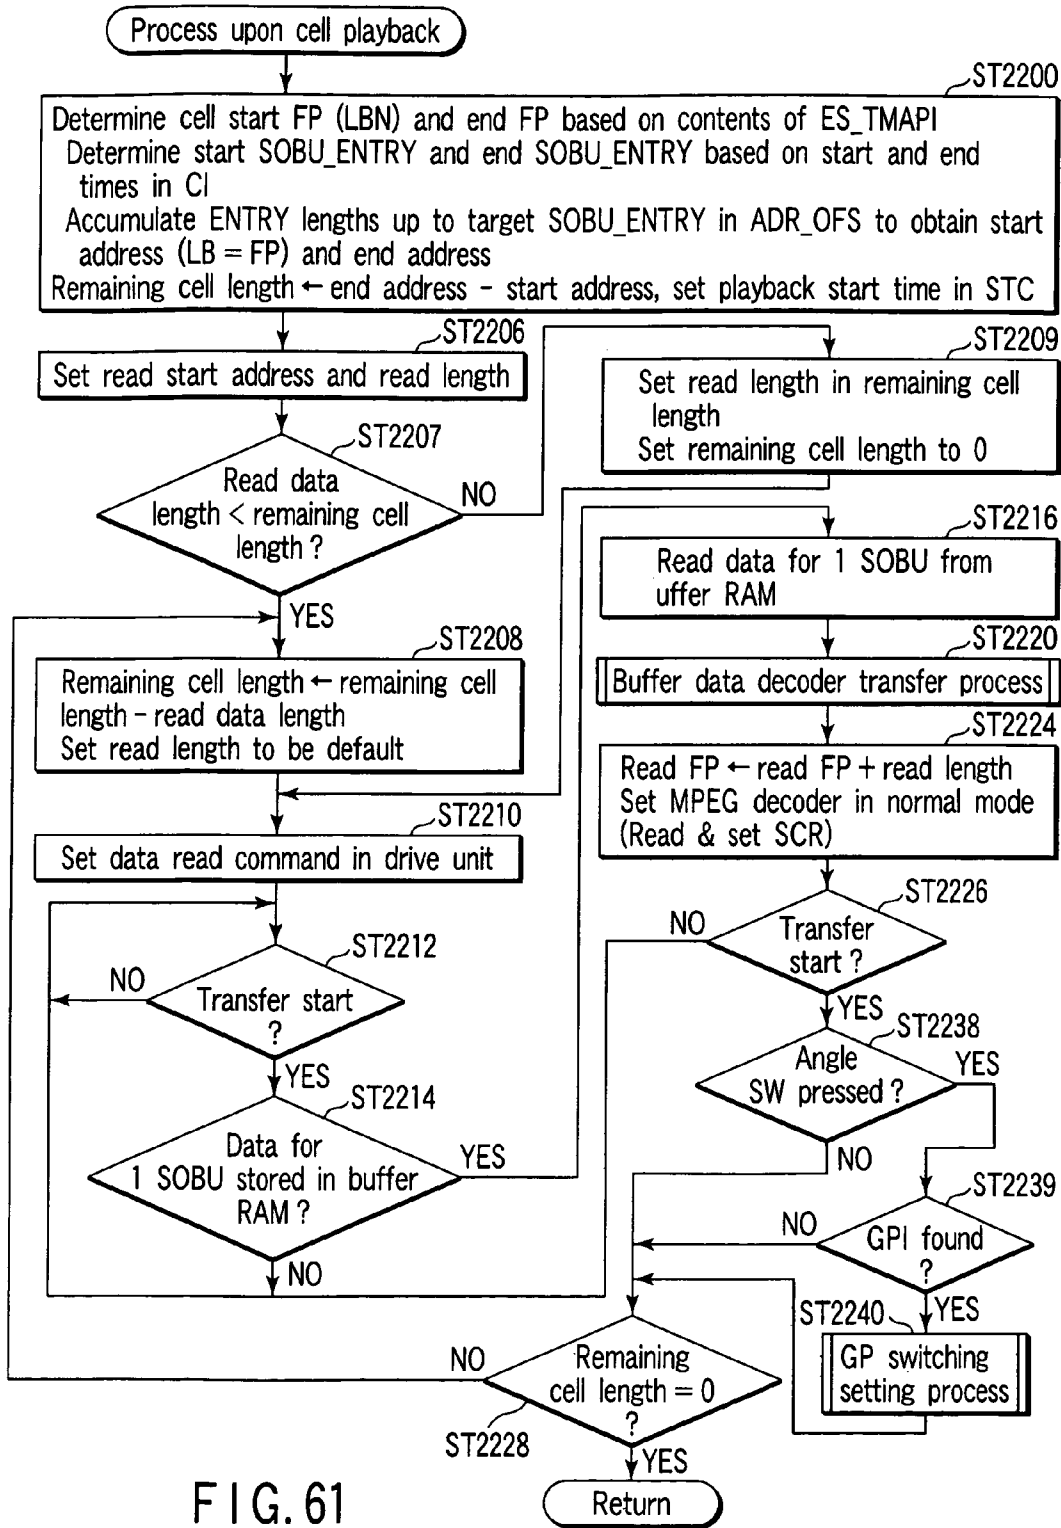 Process upon cell playback
ST2200
Determine cell start FP (LBN) and end FP based on contents of ES_TMAPI
Determine start SOBU_ENTRY and end SOBU_ENTRY based on start and end
times in CI
Accumulate ENTRY lengths up to target SOBU_ENTRY in ADR_OFS to obtain start
address (LB = FP) and end address
Remaining cell length ← end address - start address, set playback start time in STC
ST2206
Set read start address and read length
ST2207
Read data
length < remaining cell
length ?
NO
YES
ST2208
Remaining cell length ← remaining cell
length - read data length
Set read length to be default
ST2210
Set data read command in drive unit
ST2212
Transfer start
?
NO
YES
ST2214
Data for
1 SOBU stored in buffer
RAM ?
YES
NO
ST2209
Set read length in remaining cell
length
Set remaining cell length to 0
ST2216
Read data for 1 SOBU from
uffer RAM
ST2220
Buffer data decoder transfer process
ST2224
Read FP ← read FP + read length
Set MPEG decoder in normal mode
(Read & set SCR)
ST2226
Transfer
start ?
NO
YES
ST2238
Angle
SW pressed ?
YES
NO
ST2239
GPI found
?
NO
YES
ST2240
GP switching
setting process
Remaining
cell length = 0
?
NO
ST2228
YES
Return
FIG. 61